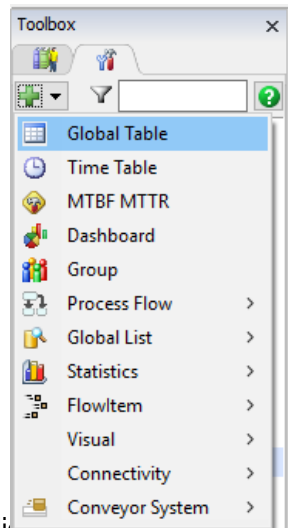 Toolbox
Global Table
Time Table
MTBF MTTR
Dashboard
Group
Process Flow
Global List
Statistics
FlowItem
Visual
Connectivity
Conveyor System